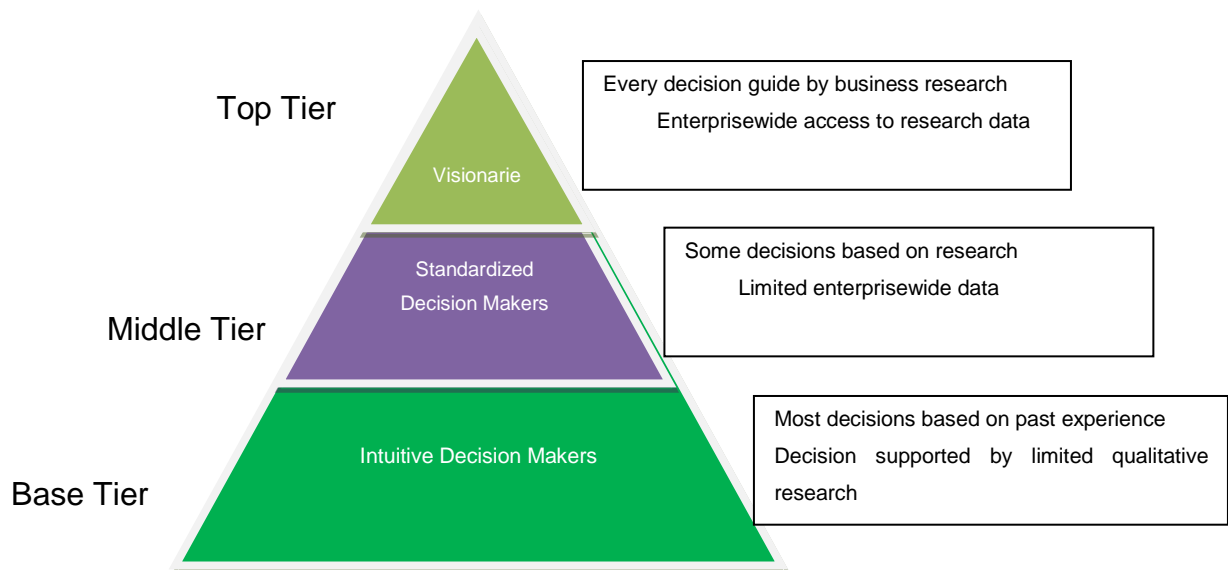 Top Tier
Visionarie
Every decision guide by business research
Enterprisewide access to research data
Middle Tier
Standardized
Decision Makers
Some decisions based on research
Limited enterprisewide data
Base Tier
Intuitive Decision Makers
Most decisions based on past experience
Decision supported by limited qualitative
research